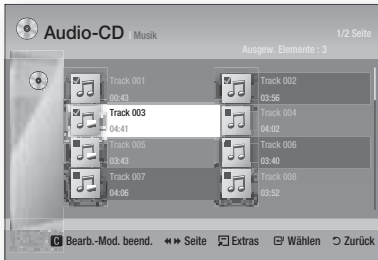 Audio-CD | Musik
1/2 Seite
Ausgew. Elemente : 3
Track 001
00:43
Track 002
03:56
Track 003
04:41
Track 004
04:02
Track 005
03:43
Track 006
03:40
Track 007
04:06
Track 008
03:52
C Bearb.-Mod. beend. Seite Extras Wählen Zurück